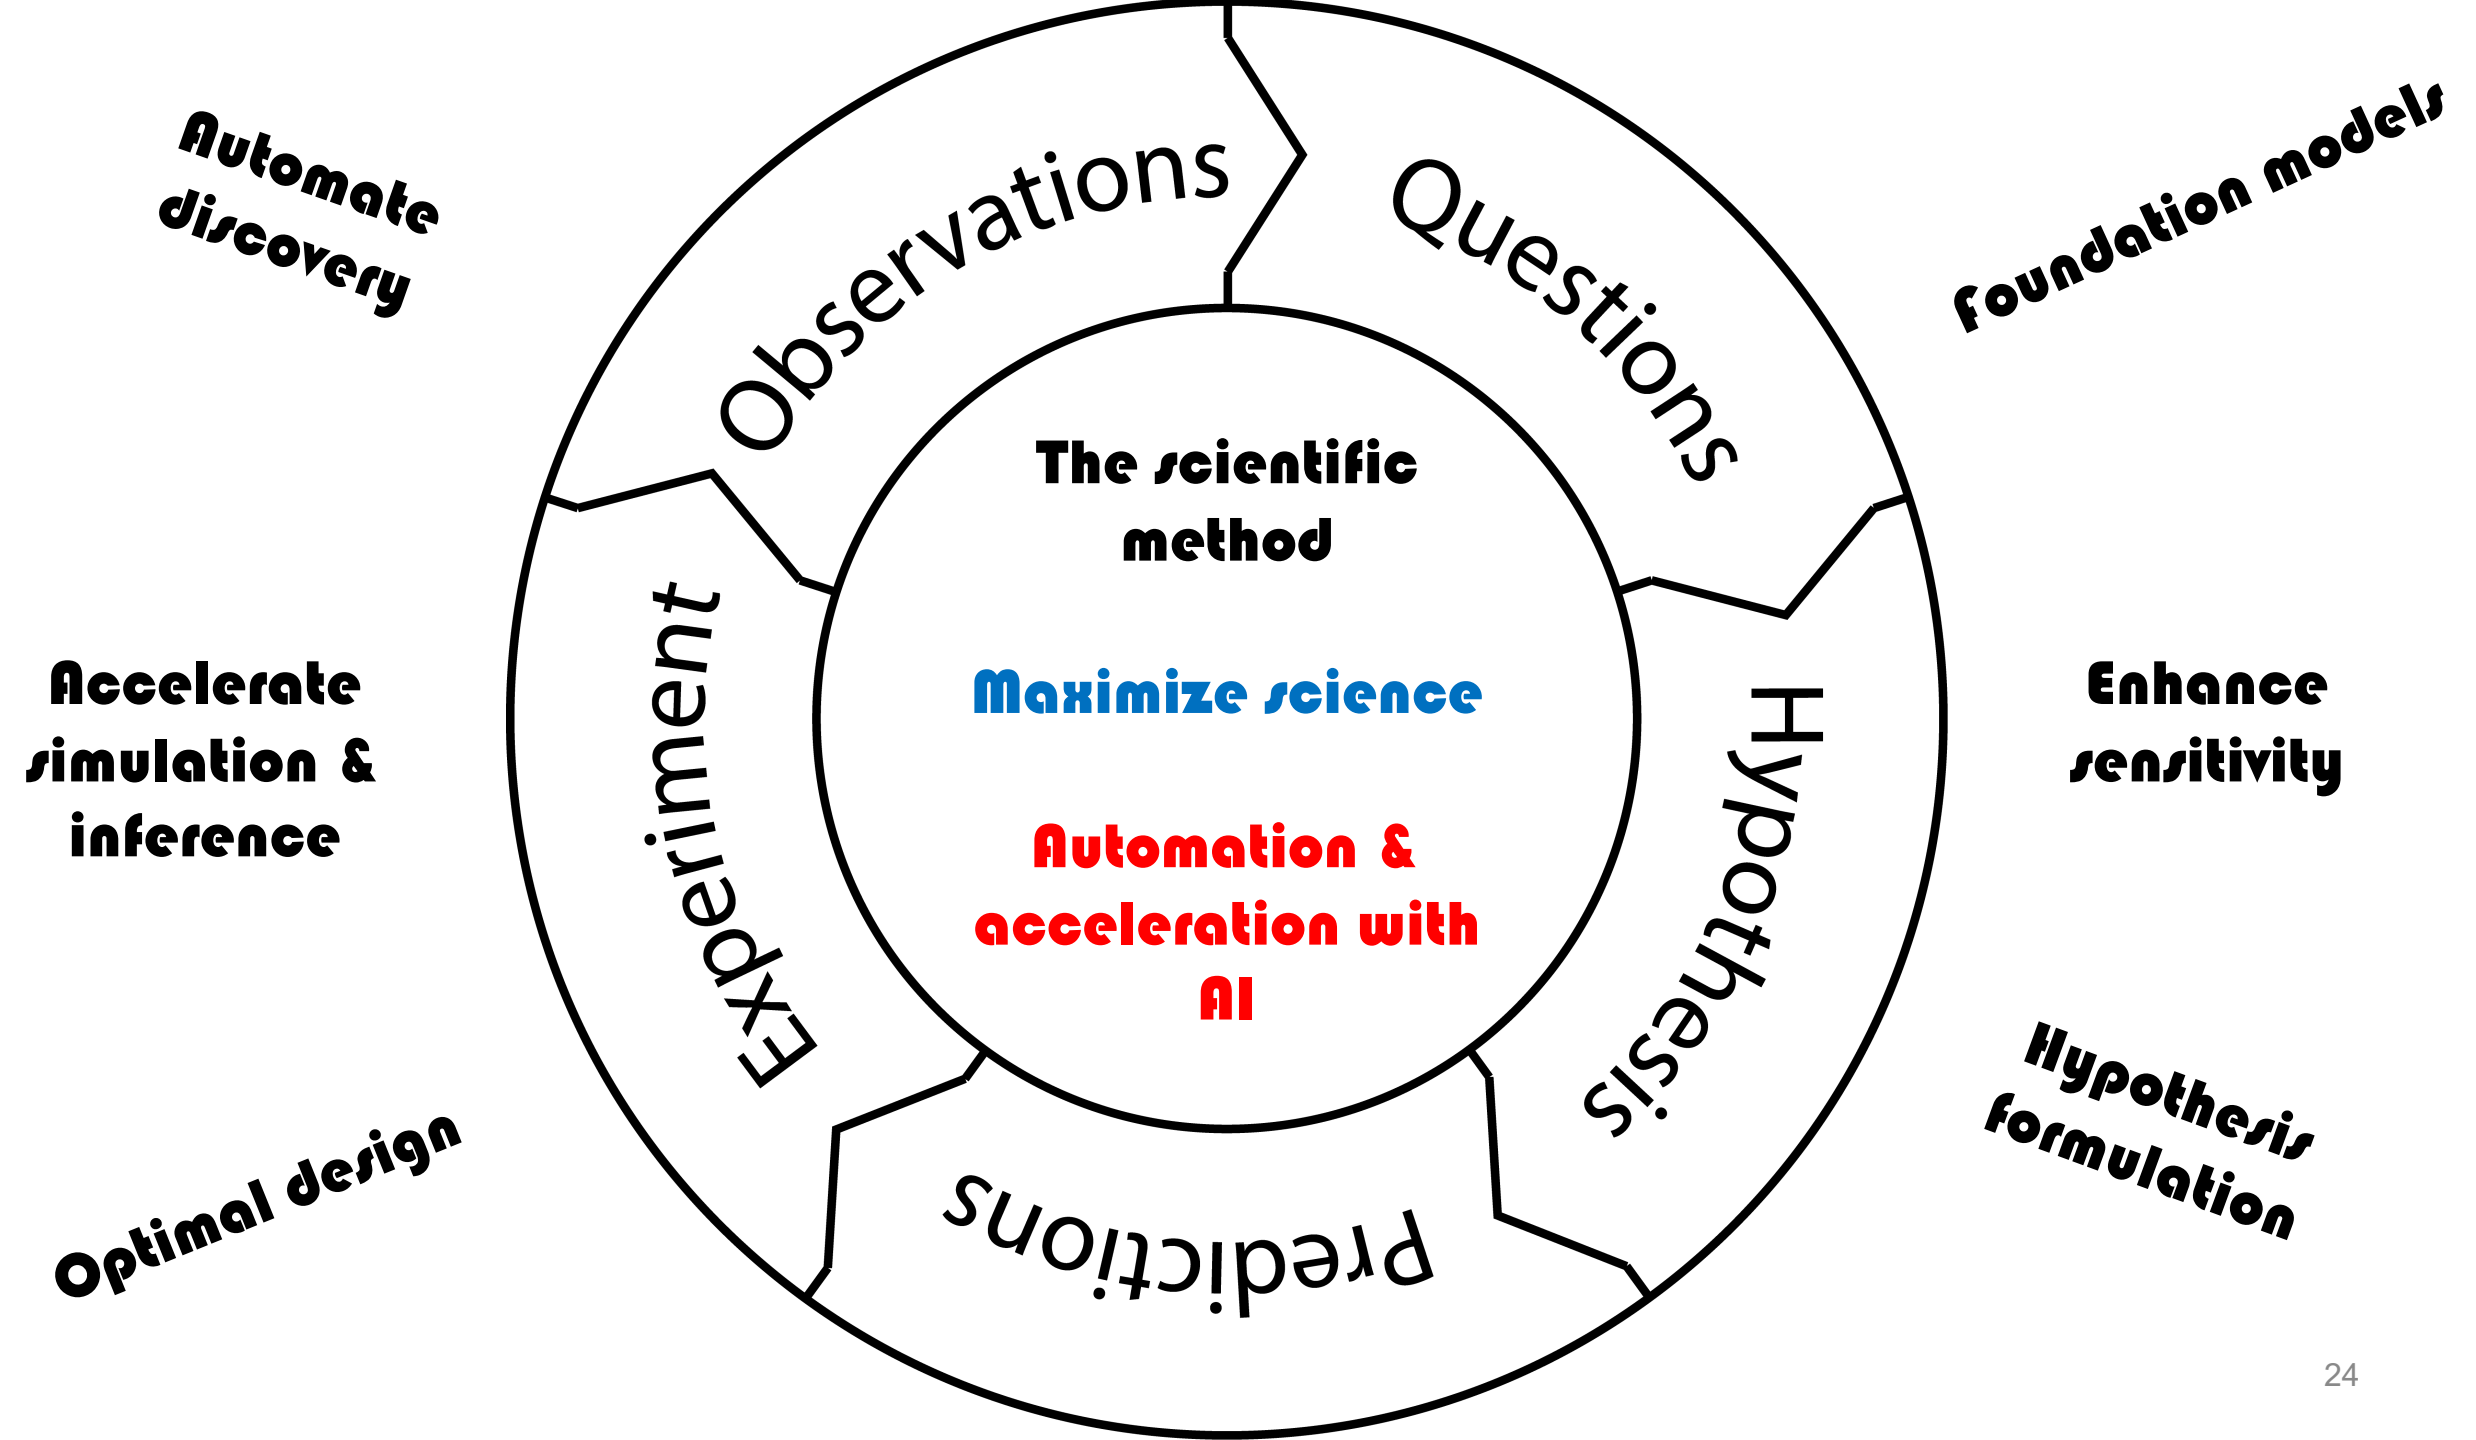 Automate
discovery
Accelerate
simulation &
inference
Optimal design
Observations
Questions
Hypothesis
Predictions
Experiment
The scientific
method
Maximize science
Automation &
acceleration with
AI
Foundation models
Enhance
sensitivity
Hypothesis
formulation
24